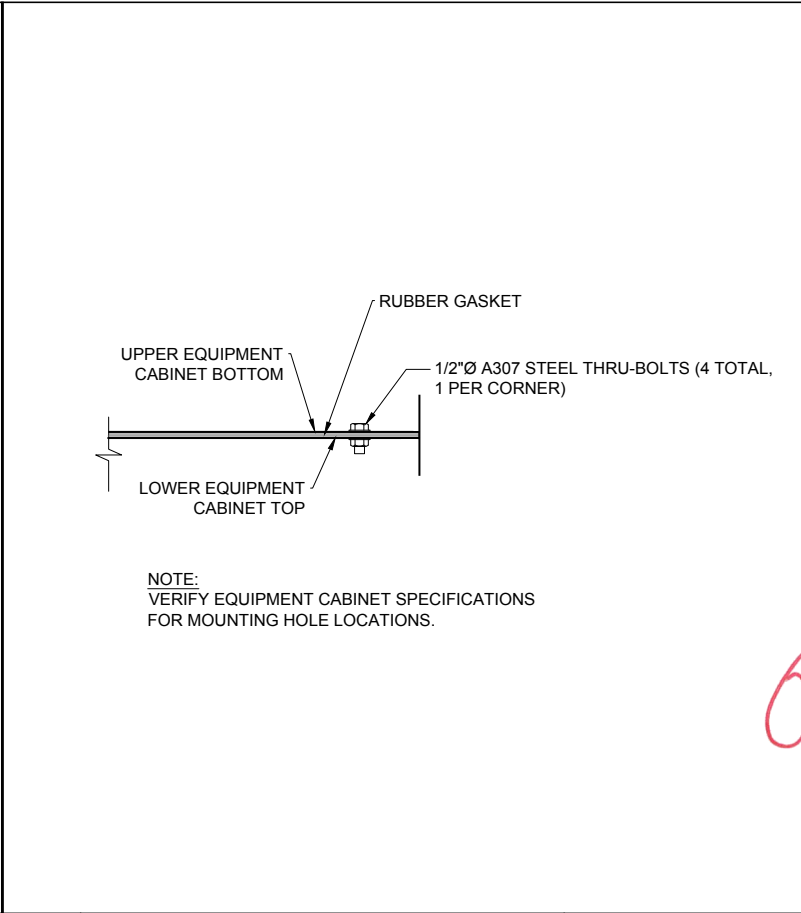 RUBBER GASKET
UPPER EQUIPMENT
CABINET BOTTOM
1/2"Ø A307 STEEL THRU-BOLTS (4 TOTAL,
1 PER CORNER)
LOWER EQUIPMENT
CABINET TOP
NOTE:
VERIFY EQUIPMENT CABINET SPECIFICATIONS
FOR MOUNTING HOLE LOCATIONS.